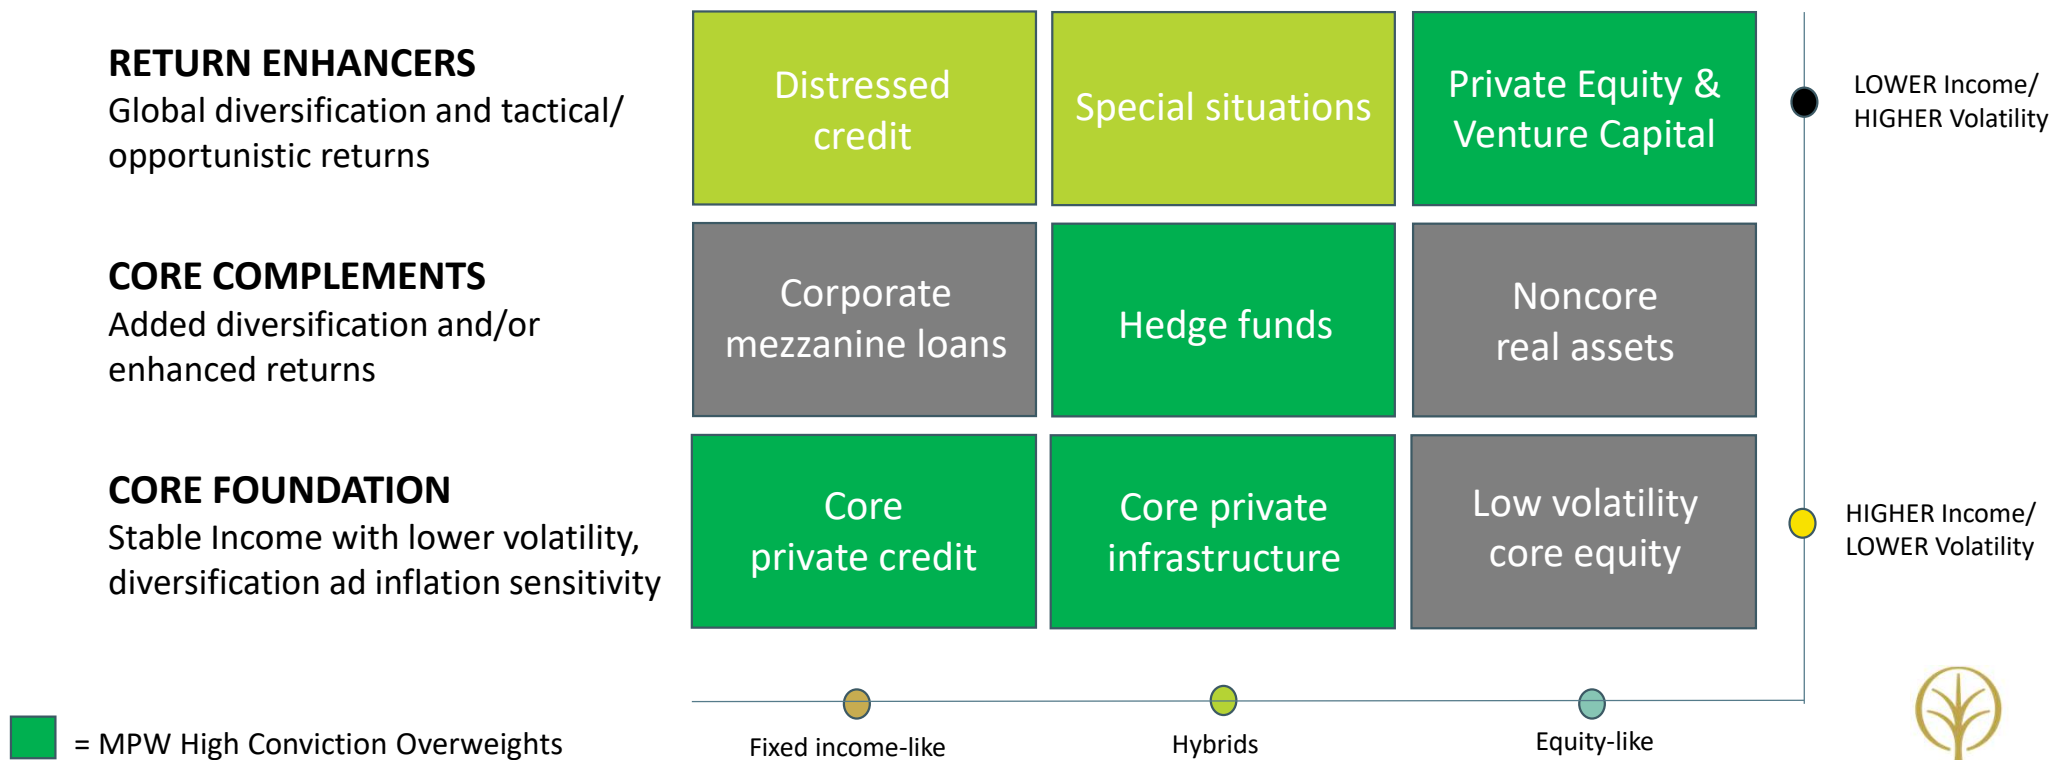 RETURN ENHANCERS
Global diversification and tactical/
opportunistic returns
Distressed
credit
Special situations
Private Equity &
Venture Capital
LOWER Income/
HIGHER Volatility
CORE COMPLEMENTS
Added diversification and/or
enhanced returns
Corporate
mezzanine loans
Hedge funds
Noncore
real assets
CORE FOUNDATION
Stable Income with lower volatility,
diversification ad inflation sensitivity
Core
private credit
Core private
infrastructure
Low volatility
core equity
HIGHER Income/
LOWER Volatility
= MPW High Conviction Overweights
Fixed income-like
Hybrids
Equity-like